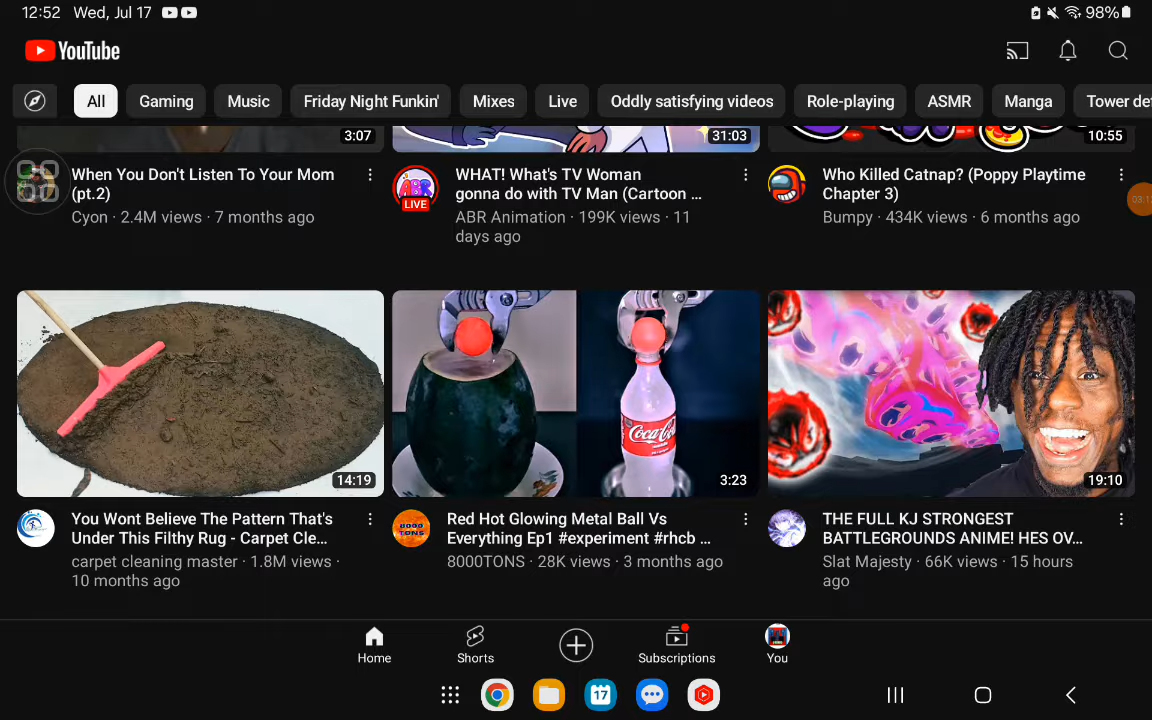 12:52 Wed, Jul 17
98%
YouTube
All Gaming Music Friday Night Funkin' Mixes Live Oddly satisfying videos Role-playing ASMR Manga Tower de
3:07
31:03
10:55
When You Don't Listen To Your Mom
(pt.2)
Cyon · 2.4M views · 7 months ago
ABR
LIVE
WHAT! What's TV Woman
gonna do with TV Man (Cartoon ...
ABR Animation · 199K views · 11
days ago
Who Killed Catnap? (Poppy Playtime
Chapter 3)
Bumpy · 434K views · 6 months ago
14:19
Coca-Co
3:23
19:10
You Wont Believe The Pattern That's
Under This Filthy Rug - Carpet Cle...
carpet cleaning master · 1.8M views ·
10 months ago
8000
TONS
Red Hot Glowing Metal Ball Vs
Everything Ep1 #experiment #rhcb ...
8000TONS · 28K views · 3 months ago
THE FULL KJ STRONGEST
BATTLEGROUNDS ANIME! HES OV...
Slat Majesty · 66K views · 15 hours
ago
Home
Shorts
Subscriptions
You
17